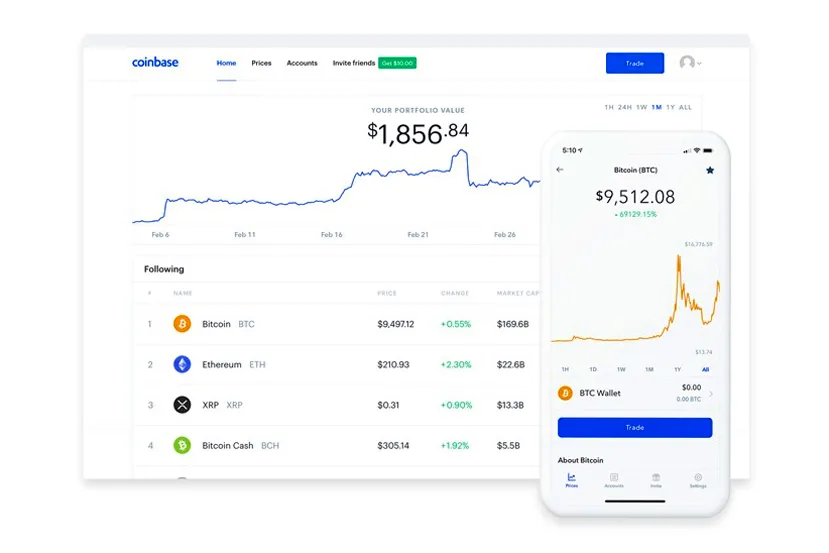 coinbase Home Prices Accounts Invite friends Get $10.00 Trade
YOUR PORTFOLIO VALUE
1H 24H 1W 1M 1Y ALL
$1,856.84
Feb 6 Feb 11 Feb 16 Feb 21 Feb 26
Following
# NAME PRICE CHANGE MARKET CAP
1 Bitcoin BTC $9,497.12 +0.55% $169.6B
2 Ethereum ETH $210.93 +2.30% $22.6B
3 XRP XRP $0.31 +0.90% $13.3B
4 Bitcoin Cash BCH $305.14 +1.92% $5.5B
5:10
Bitcoin (BTC)
$9,512.08
69129.15%
$16,776.59
$13.74
1H 1D 1W 1M 1Y All
BTC Wallet $0.00
0.00 BTC
Trade
About Bitcoin
Prices Accounts Invite Settings